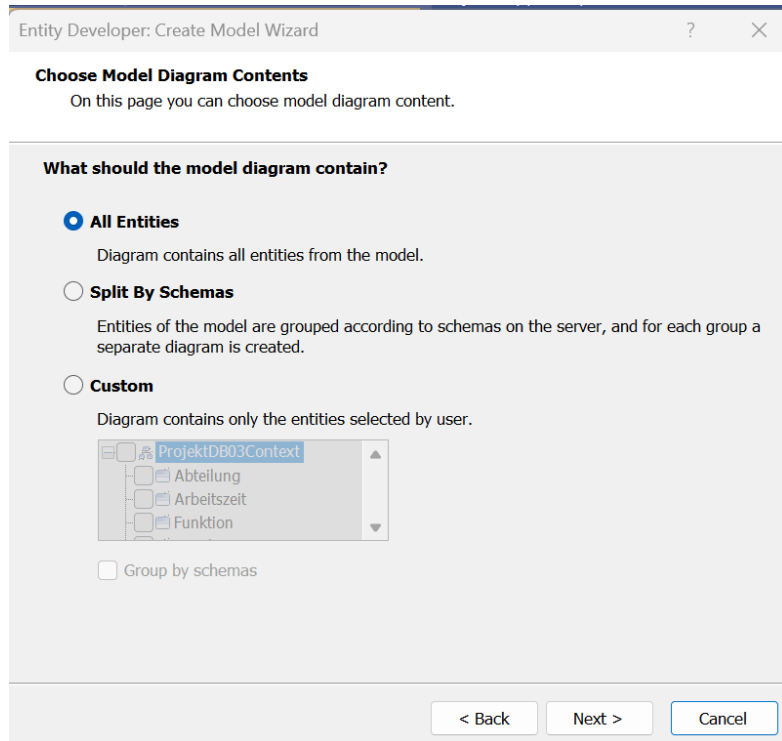 Entity Developer: Create Model Wizard
Choose Model Diagram Contents
On this page you can choose model diagram content.
What should the model diagram contain?
All Entities
Diagram contains all entities from the model.
Split By Schemas
Entities of the model are grouped according to schemas on the server, and for each group a
separate diagram is created.
Custom
Diagram contains only the entities selected by user.
ProjektDB03Context
Abteilung
Arbeitszeit
Funktion
Group by schemas
< Back
Next >
Cancel